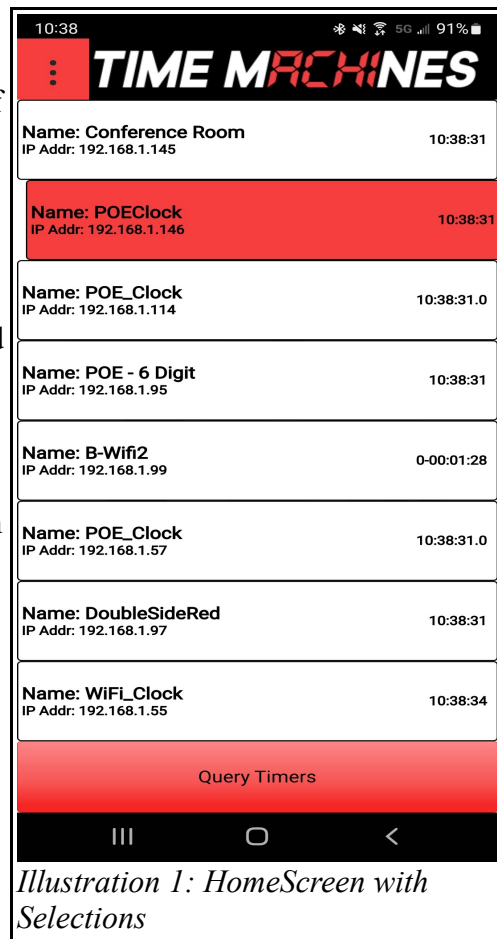 10:38 5G 91%
TIME MACHINES
Name: Conference Room
IP Addr: 192.168.1.145
10:38:31
Name: POEClock
IP Addr: 192.168.1.146
10:38:31
Name: POE_Clock
IP Addr: 192.168.1.114
10:38:31.0
Name: POE - 6 Digit
IP Addr: 192.168.1.95
10:38:31
Name: B-Wifi2
IP Addr: 192.168.1.99
0-00:01:28
Name: POE_Clock
IP Addr: 192.168.1.57
10:38:31.0
Name: DoubleSideRed
IP Addr: 192.168.1.97
10:38:31
Name: WiFi_Clock
IP Addr: 192.168.1.55
10:38:34
Query Timers
Illustration 1: HomeScreen with
Selections